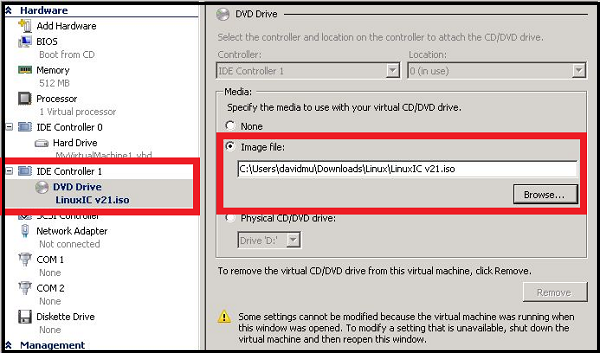 Hardware
Add Hardware
BIOS
Boot from CD
Memory
512 MB
Processor
1 Virtual processor
IDE Controller 0
Hard Drive
MyVirtualMachine1.vhd
IDE Controller 1
DVD Drive
LinuxIC v21.iso
SCSI Controller
Network Adapter
Not connected
COM 1
None
COM 2
None
Diskette Drive
None
Management
DVD Drive
Select the controller and location on the controller to attach the CD/DVD drive.
Controller:
Location:
IDE Controller 1
0 (in use)
Media:
Specify the media to use with your virtual CD/DVD drive.
None
Image file:
C:\Users\davidmu\Downloads\Linux\LinuxIC v21.iso
Browse...
Physical CD/DVD drive:
Drive 'D:'
To remove the virtual CD/DVD drive from this virtual machine, click Remove.
Remove
Some settings cannot be modified because the virtual machine was running when
this window was opened. To modify a setting that is unavailable, shut down the
virtual machine and then reopen this window.